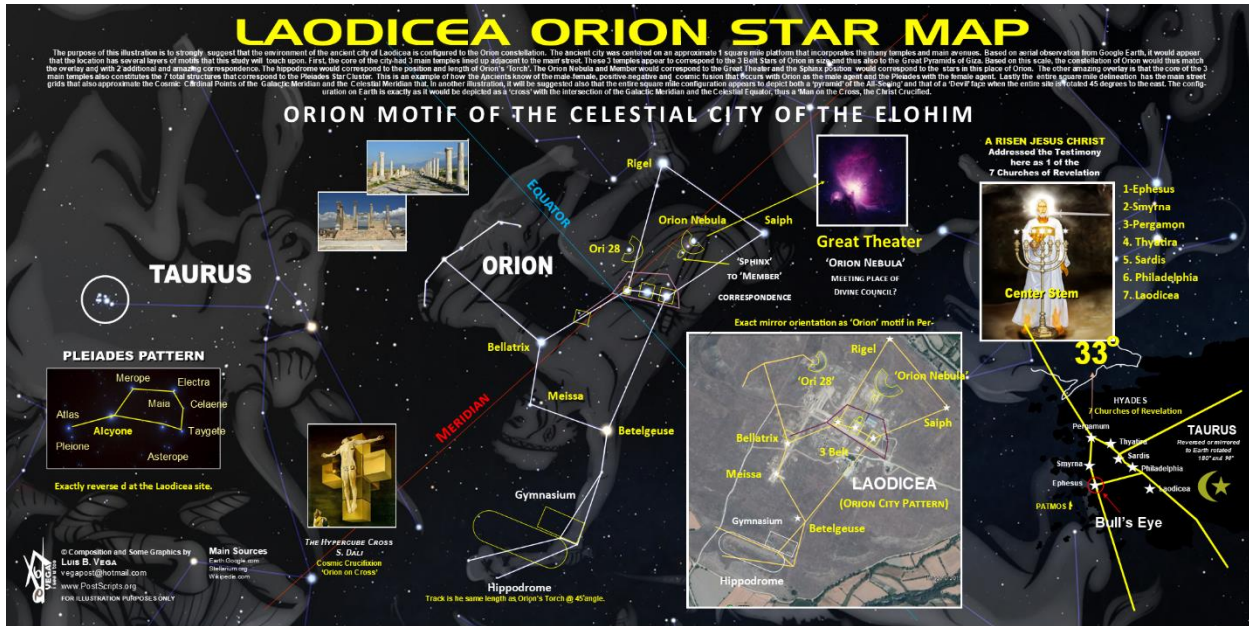 LAODICEA ORION STAR MAP
The purpose of this illustration is to strongly suggest that the environment of the ancient city of Laodicea is configured to the Orion constellation. The ancient city was centered on an approximate 1 square mile platform that incorporates the many temples and main avenues. Based on aerial observation from Google Earth, it would appear
that the location has several layers of motifs that this study will touch upon. First, the core of the city had 3 main temples lined up adjacent to the main street. These 3 temples appear to correspond to the 3 Belt Stars of Orion in size and thus also to the Great Pyramids of Giza. Based on this scale, the constellation of Orion would thus match
the overlay and with 2 additional and amazing correspondence. The hippodrome would correspond to the position and length of Orion's 'Torch'. The Orion Nebula and Member would correspond to the Great Theater and the Sphinx position would correspond to the stars in this place of Orion. The other amazing overlay is that the core of the 3
main temples also constitutes the 7 total structures that correspond to the Pleiades Star Cluster. This is an example of how the Ancients know of the male-female, positive-negative and cosmic fusion that occurs with Orion as the male agent and the Pleiades with the female agent. Lastly the entire square mile delineation has the main street
grids that also approximate the Cosmic Cardinal Points of the Galactic Meridian and the Celestial Meridian that, in another illustration, it will be suggested also that the entire square mile configuration appears to depict both a 'pyramid' of the All-Seeing' and that of a 'Devil' face when the entire site is rotated 45 degrees to the east. The config-
uration on Earth is exactly as it would be depicted as a 'cross' with the intersection of the Galactic Meridian and the Celestial Equator, thus a 'Man on the Cross, the Christ Crucified.
ORION MOTIF OF THE CELESTIAL CITY OF THE ELOHIM
Rigel
EQUATOR
Orion Nebula
Saiph
Ori 28
'SPHINX'
TO 'MEMBER'
CORRESPONDENCE
ORION
TAURUS
Bellatrix
Meissa
MERIDIAN
Betelgeuse
Gymnasium
Hippodrome
Track is he same length as Orion's Torch @ 45°angle.
Great Theater
'ORION NEBULA'
MEETING PLACE OF
DIVINE COUNCIL?
A RISEN JESUS CHRIST
Addressed the Testimony
here as 1 of the
7 Churches of Revelation
Center Stem
1-Ephesus
2-Smyrna
3-Pergamon
4. Thyatira
5. Sardis
6. Philadelphia
7. Laodicea
PLEIADES PATTERN
Merope
Electra
Maia
Celaene
Atlas
Alcyone
Taygete
Pleione
Asterope
Exactly reverse d at the Laodicea site.
THE HYPERCUBE CROSS
S. DALI
Cosmic Crucifixion
'Orion on Cross'
Exact mirror orientation as 'Orion' motif in Per-
Rigel
'Ori 28'
'Orion Nebula'
Saiph
Bellatrix
3 Belt
Meissa
LAODICEA
(ORION CITY PATTERN)
Gymnasium
Betelgeuse
Hippodrome
33°
HYADES
7 Churches of Revelation
Pergamum
Thyatira
Sardis
Smyrna
Philadelphia
Ephesus
Laodicea
PATMOS
Bull's Eye
TAURUS
Reversed or mirrored
to Earth rotated
180° and 90°
© Composition and Some Graphics by
LUIS B. VEGA
vegapost@hotmail.com
www.PostScripts.org
FOR ILLUSTRATION PURPOSES ONLY
Main Sources
Earth.Google.com
Stellarium.org
Wikipedia.com